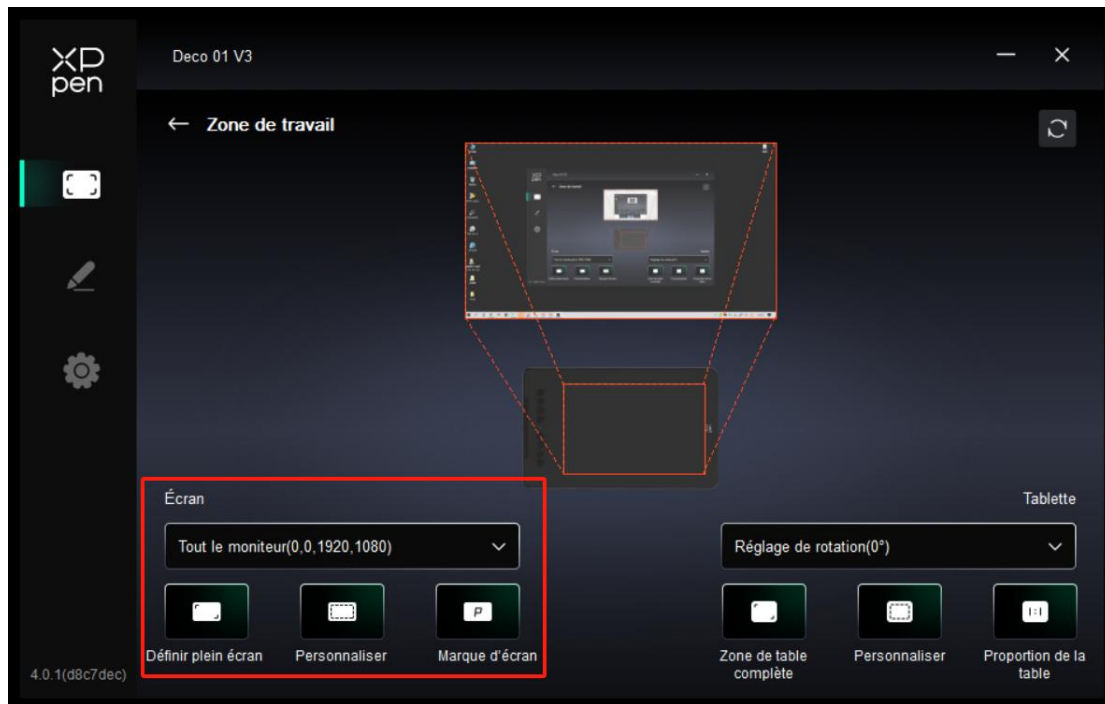 XP
pen
Deco 01 V3
Zone de travail
Écran
Tablette
Tout le moniteur(0,0,1920,1080)
Réglage de rotation(0°)
P
1:1
Définir plein écran
Personnaliser
Marque d'écran
Zone de table
complète
Personnaliser
Proportion de la
table
4.0.1(d8c7dec)